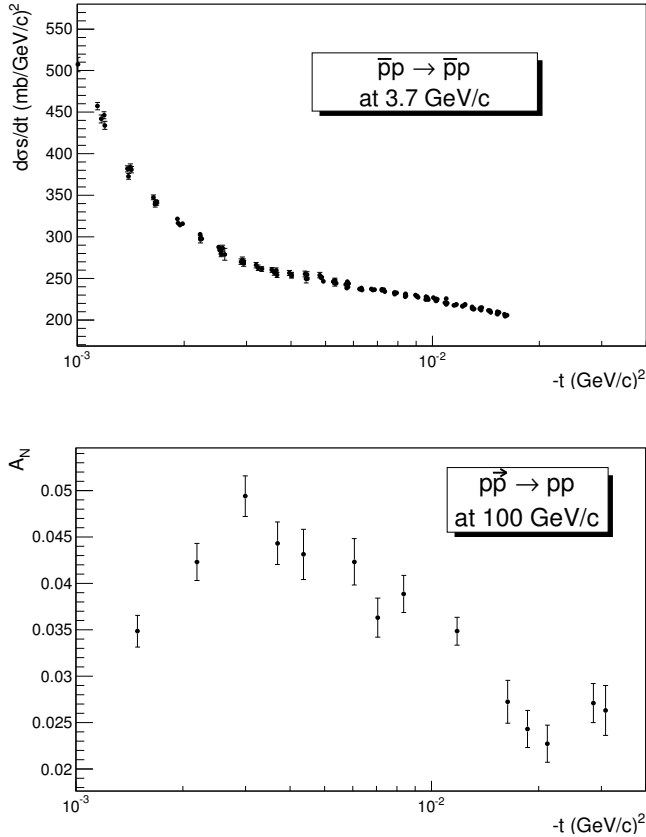 dσs/dt (mb/GeV/c)²
550
500
450
400
350
300
250
200
p̅p → p̅p
at 3.7 GeV/c
10⁻³
10⁻²
-t (GeV/c)²
A_N
0.05
0.045
0.04
0.035
0.03
0.025
0.02
pp⃗ → pp
at 100 GeV/c
10⁻³
10⁻²
-t (GeV/c)²